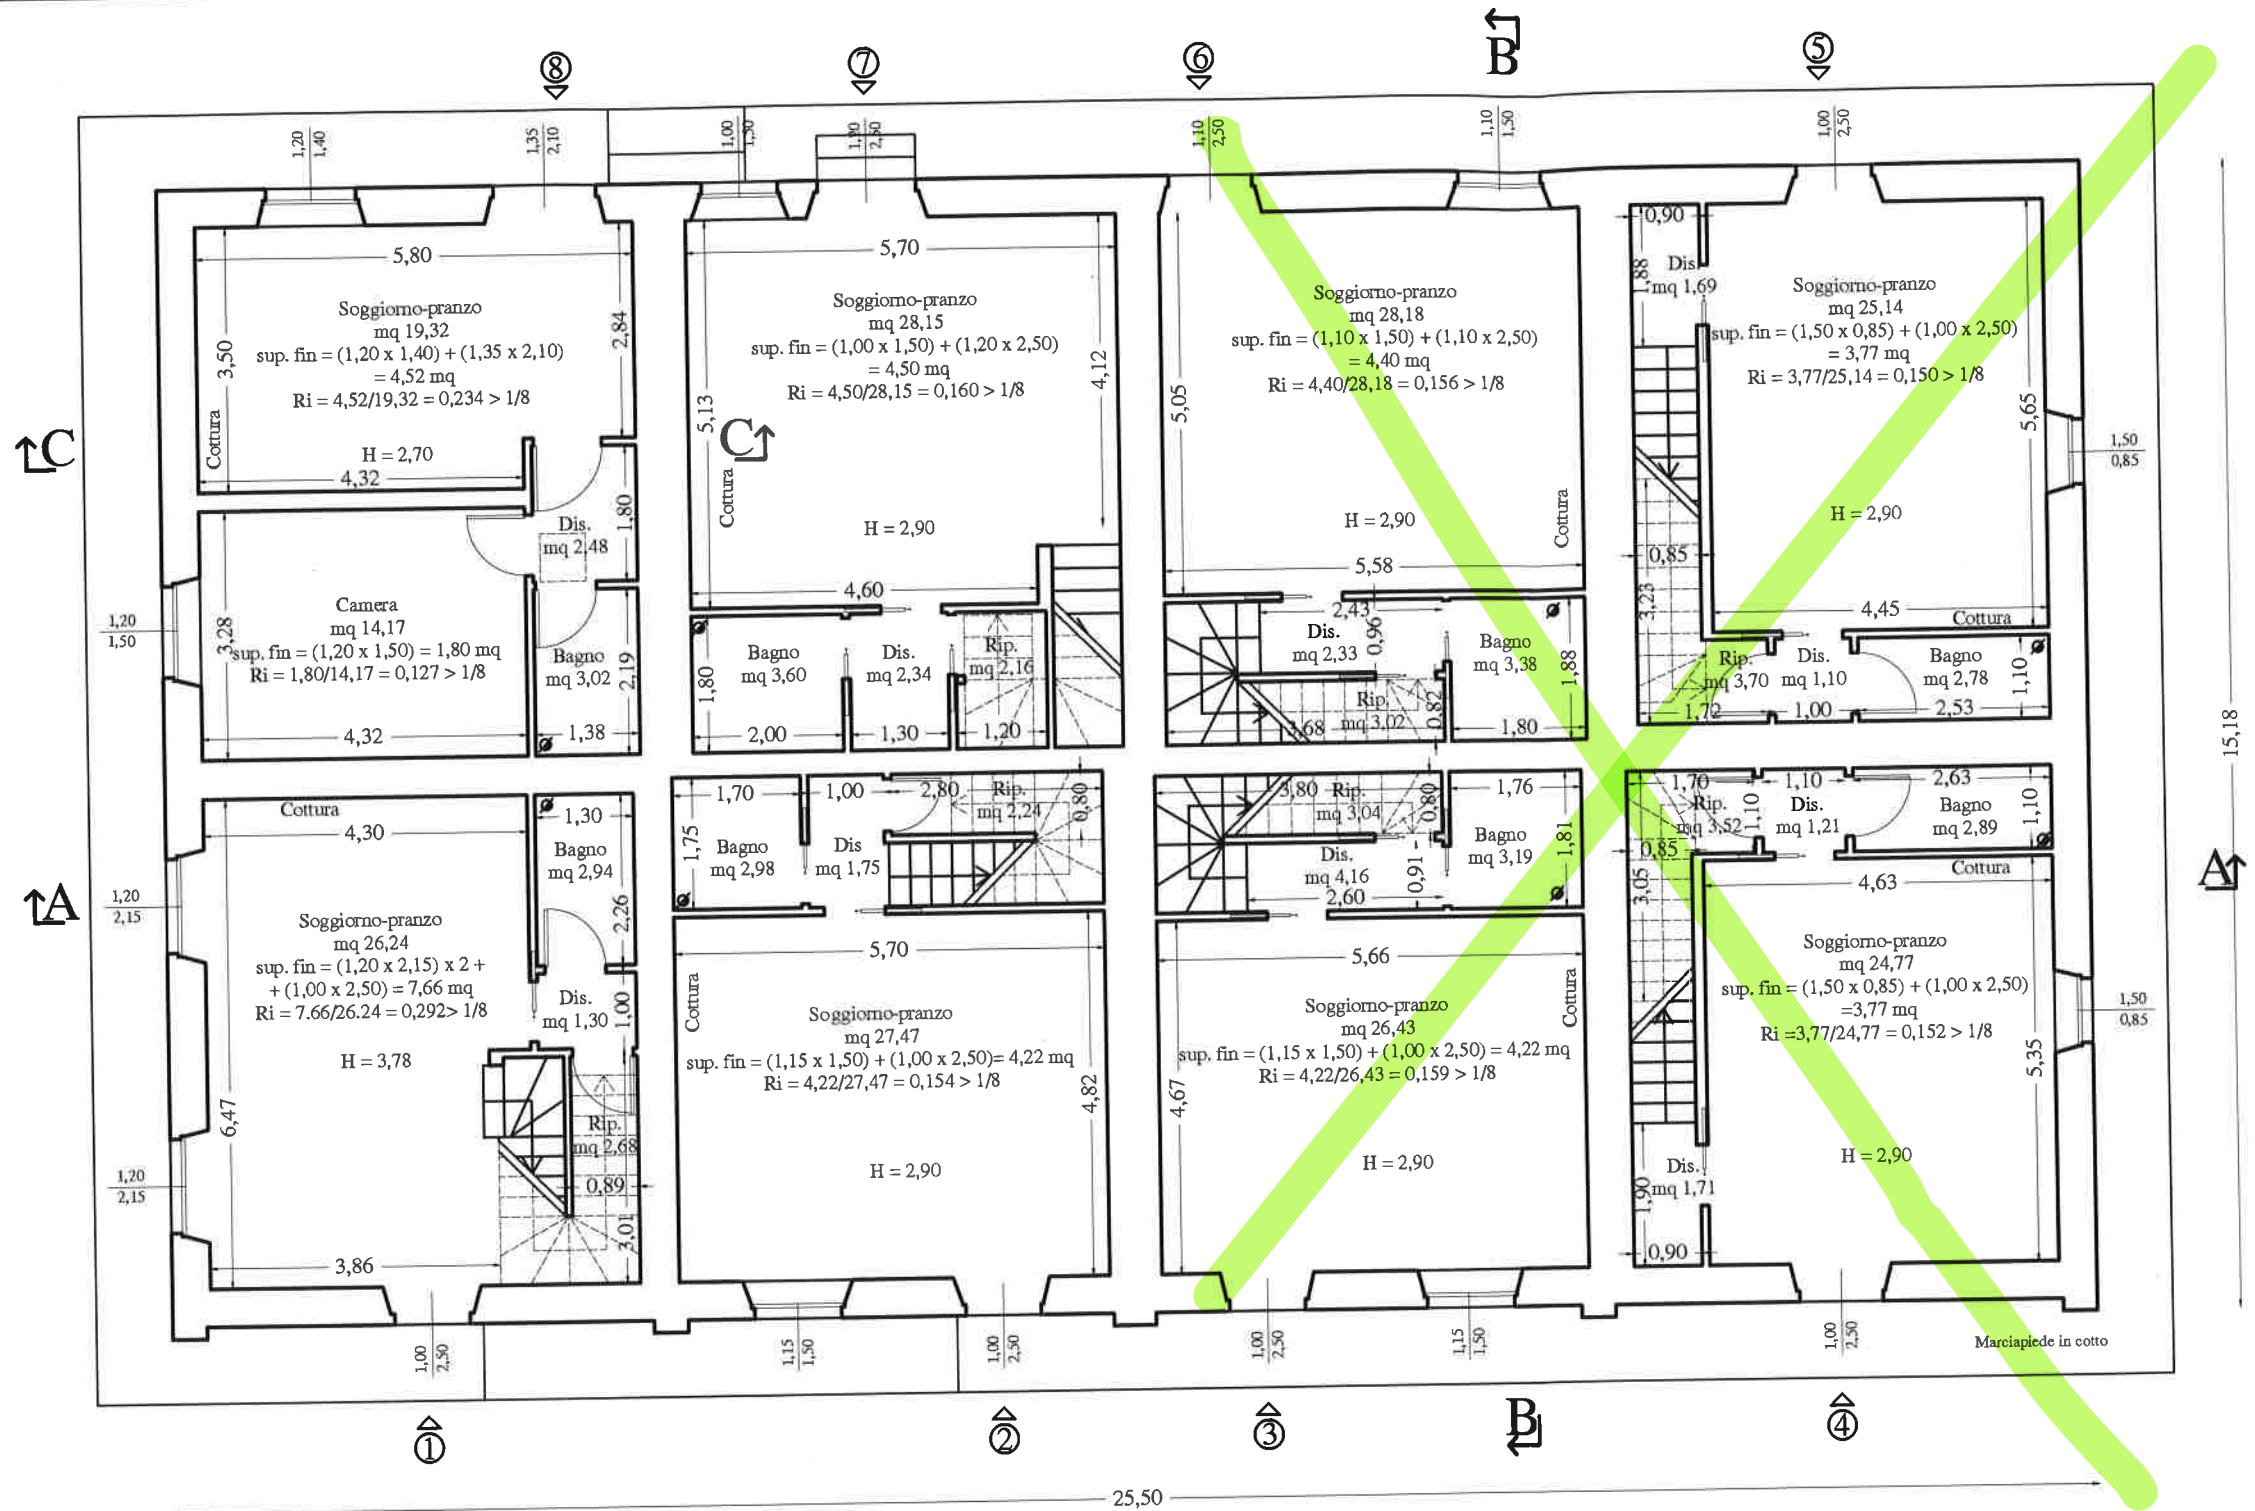 8
7
6
B
5
1,20
1,40
1,35
2,10
1,00
1,50
1,20
2,50
1,10
2,50
1,10
1,50
1,00
2,50
5,80
Soggiorno-pranzo
mq 19,32
sup. fin = (1,20 x 1,40) + (1,35 x 2,10)
= 4,52 mq
Ri = 4,52/19,32 = 0,234 > 1/8
H = 2,70
3,50
2,84
Cottura
4,32
5,70
Soggiorno-pranzo
mq 28,15
sup. fin = (1,00 x 1,50) + (1,20 x 2,50)
= 4,50 mq
Ri = 4,50/28,15 = 0,160 > 1/8
H = 2,90
5,13
4,12
Cottura
4,60
C
C
Soggiorno-pranzo
mq 28,18
sup. fin = (1,10 x 1,50) + (1,10 x 2,50)
= 4,40 mq
Ri = 4,40/28,18 = 0,156 > 1/8
H = 2,90
5,05
Cottura
5,58
0,90
Dis.
mq 1,69
Soggiorno-pranzo
mq 25,14
sup. fin = (1,50 x 0,85) + (1,00 x 2,50)
= 3,77 mq
Ri = 3,77/25,14 = 0,150 > 1/8
H = 2,90
5,65
0,85
3,23
4,45
Cottura
1,50
0,85
Dis.
mq 2,48
1,80
Camera
mq 14,17
sup. fin = (1,20 x 1,50) = 1,80 mq
Ri = 1,80/14,17 = 0,127 > 1/8
3,28
4,32
1,20
1,50
Bagno
mq 3,02
2,19
1,38
Bagno
mq 3,60
1,80
2,00
Dis.
mq 2,34
1,30
Rip.
mq 2,16
1,20
2,43
Dis.
mq 2,33
0,96
Bagno
mq 3,38
1,88
Rip.
mq 3,02
0,82
3,68
1,80
Rip.
mq 3,70
1,72
Dis.
mq 1,10
1,00
Bagno
mq 2,78
1,10
2,53
15,18
Cottura
4,30
1,30
Bagno
mq 2,94
2,26
Soggiorno-pranzo
mq 26,24
sup. fin = (1,20 x 2,15) x 2 +
+ (1,00 x 2,50) = 7,66 mq
Ri = 7.66/26.24 = 0,292> 1/8
H = 3,78
6,47
3,86
Dis.
mq 1,30
1,00
Rip.
mq 2,68
0,89
3,01
1,20
2,15
1,20
2,15
A
A
1,70
1,00
2,80
Rip.
mq 2,24
0,80
1,75
Bagno
mq 2,98
Dis
mq 1,75
5,70
Cottura
Soggiorno-pranzo
mq 27,47
sup. fin = (1,15 x 1,50) + (1,00 x 2,50)= 4,22 mq
Ri = 4,22/27,47 = 0,154 > 1/8
4,82
H = 2,90
3,80
Rip.
mq 3,04
0,80
1,76
Bagno
mq 3,19
1,81
Dis.
mq 4,16
0,91
2,60
5,66
Cottura
Soggiorno-pranzo
mq 26,43
sup. fin = (1,15 x 1,50) + (1,00 x 2,50) = 4,22 mq
Ri = 4,22/26,43 = 0,159 > 1/8
4,67
H = 2,90
1,70
1,10
2,63
Rip.
mq 3,52
1,10
Dis.
mq 1,21
Bagno
mq 2,89
1,10
0,85
3,05
Cottura
4,63
Soggiorno-pranzo
mq 24,77
sup. fin = (1,50 x 0,85) + (1,00 x 2,50)
=3,77 mq
Ri =3,77/24,77 = 0,152 > 1/8
5,35
H = 2,90
Dis.
mq 1,71
1,90
0,90
1,50
0,85
1,00
2,50
1,15
1,50
1,00
2,50
1,00
2,50
1,15
1,50
1,00
2,50
Marciapiede in cotto
1
2
3
B
4
25,50